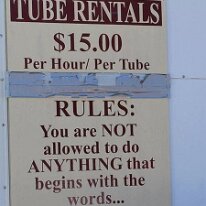 TUBE RENTALS
$15.00
Per Hour/ Per Tube
RULES:
You are NOT
allowed to do
ANYTHING that
begins with the
words...